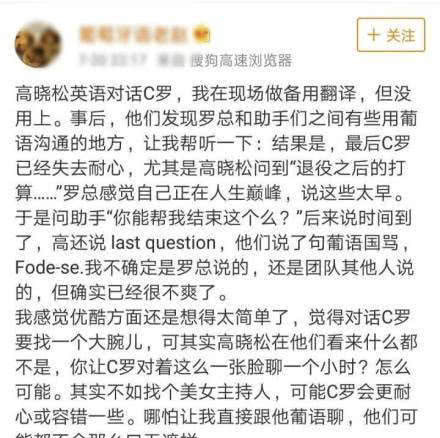 + 关注
搜狗高速浏览器
高晓松英语对话C罗，我在现场做备用翻译，但没
用上。事后，他们发现罗总和助手们之间有些用葡
语沟通的地方，让我帮听一下：结果是，最后C罗
已经失去耐心，尤其是高晓松问到“退役之后的打
算……”罗总感觉自己正在人生巅峰，说这些太早。
于是问助手“你能帮我结束这个么？”后来说时间到
了，高还说 last question，他们说了句葡语国骂，
Fode-se.我不确定是罗总说的，还是团队其他人说
的，但确实已经很不爽了。
我感觉优酷方面还是想得太简单了，觉得对话C罗
要找一个大腕儿，可其实高晓松在他们看来什么都
不是，你让C罗对着这么一张脸聊一个小时？怎么
可能。其实不如找个美女主持人，可能C罗会更耐
心或容错一些。哪怕让我直接跟他葡语聊，他们可